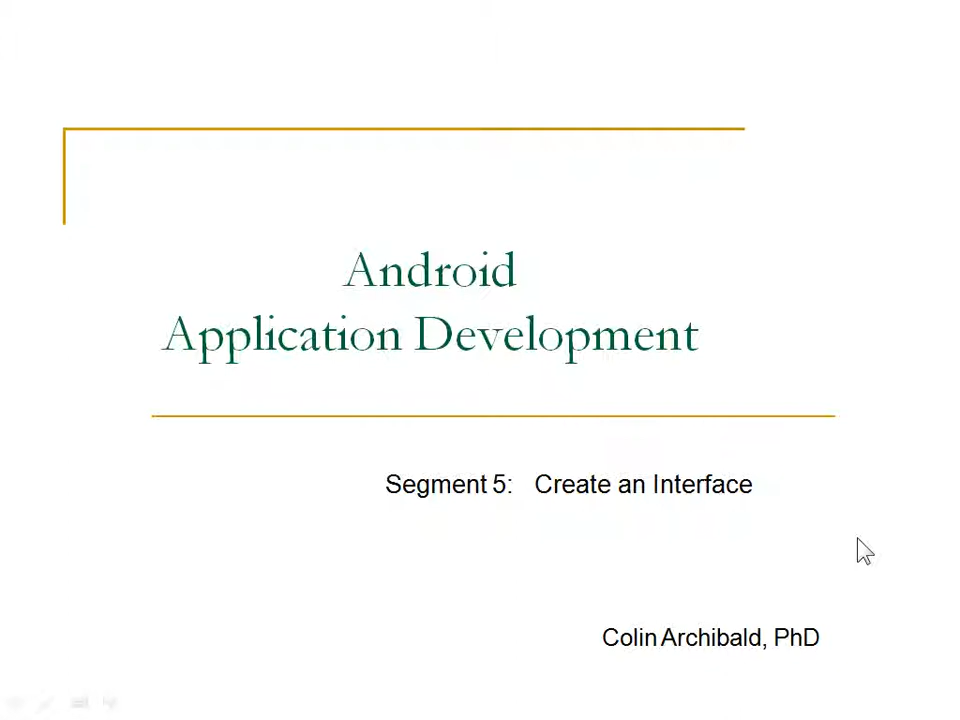 Android
Application Development
Segment 5: Create an Interface
Colin Archibald, PhD